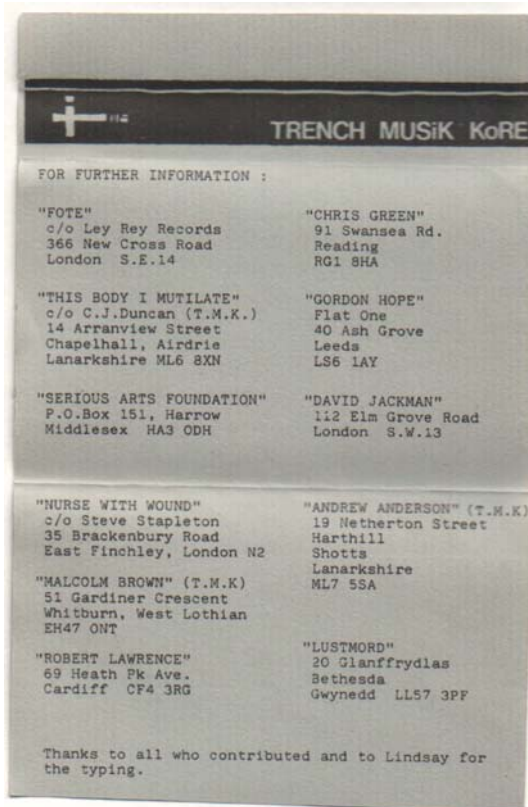 TRENCH MUSiK KoRE
FOR FURTHER INFORMATION :
"FOTE"
c/o Ley Rey Records
366 New Cross Road
London S.E.14
"CHRIS GREEN"
91 Swansea Rd.
Reading
RG1 8HA
"THIS BODY I MUTILATE"
c/o C.J.Duncan (T.M.K.)
14 Arranview Street
Chapelhall, Airdrie
Lanarkshire ML6 8XN
"GORDON HOPE"
Flat One
40 Ash Grove
Leeds
LS6 1AY
"SERIOUS ARTS FOUNDATION"
P.O.Box 151, Harrow
Middlesex HA3 ODH
"DAVID JACKMAN"
112 Elm Grove Road
London S.W.13
"NURSE WITH WOUND"
c/o Steve Stapleton
35 Brackenbury Road
East Finchley, London N2
"ANDREW ANDERSON" (T.M.K)
19 Netherton Street
Harthill
Shotts
Lanarkshire
ML7 5SA
"MALCOLM BROWN" (T.M.K)
51 Gardiner Crescent
Whitburn, West Lothian
EH47 ONT
"ROBERT LAWRENCE"
69 Heath Pk Ave.
Cardiff CF4 3RG
"LUSTMORD"
20 Glanffrydlas
Bethesda
Gwynedd LL57 3PF
Thanks to all who contributed and to Lindsay for
the typing.